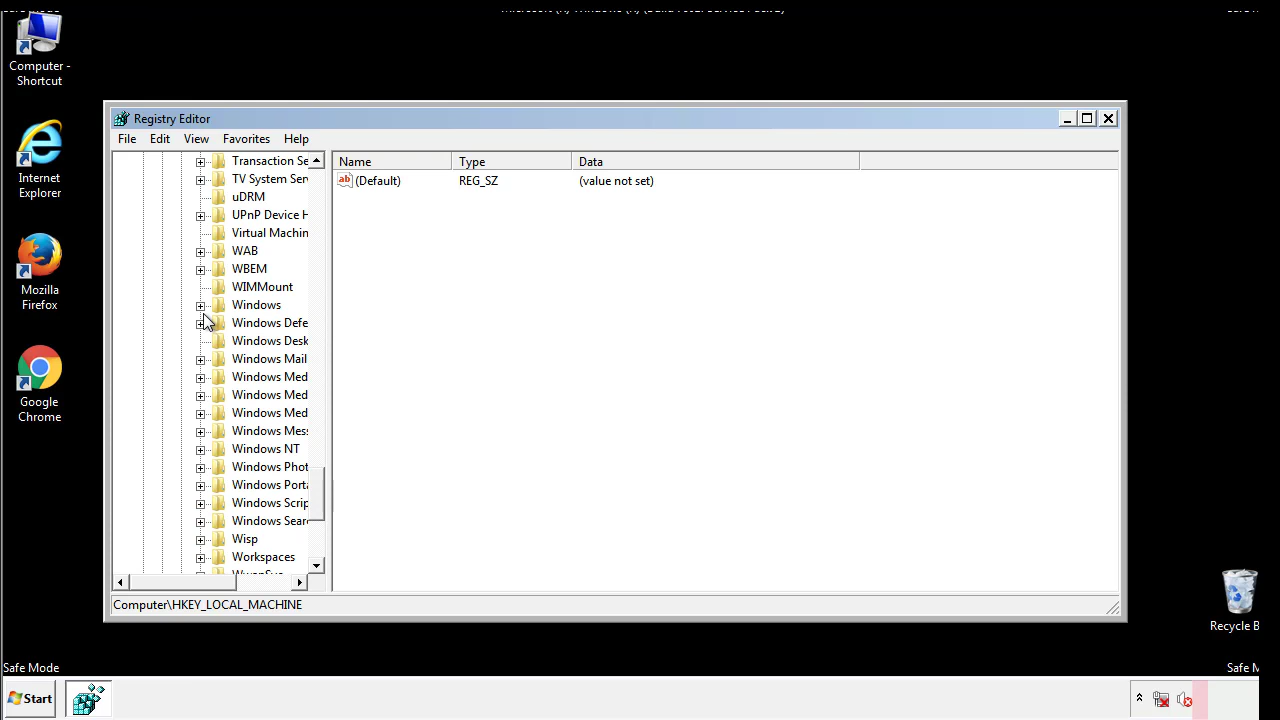 Computer -
Shortcut
Internet
Explorer
Mozilla
Firefox
Google
Chrome
Registry Editor
File Edit View Favorites Help
Transaction Se
TV System Serv
uDRM
UPnP Device H
Virtual Machin
WAB
WBEM
WIMMount
Windows
Windows Defe
Windows Desk
Windows Mail
Windows Med
Windows Med
Windows Med
Windows Mess
Windows NT
Windows Phot
Windows Porta
Windows Scrip
Windows Sear
Wisp
Workspaces
Name Type Data
ab (Default) REG_SZ (value not set)
Computer\HKEY_LOCAL_MACHINE
Recycle B
Safe Mode
Safe M
Start